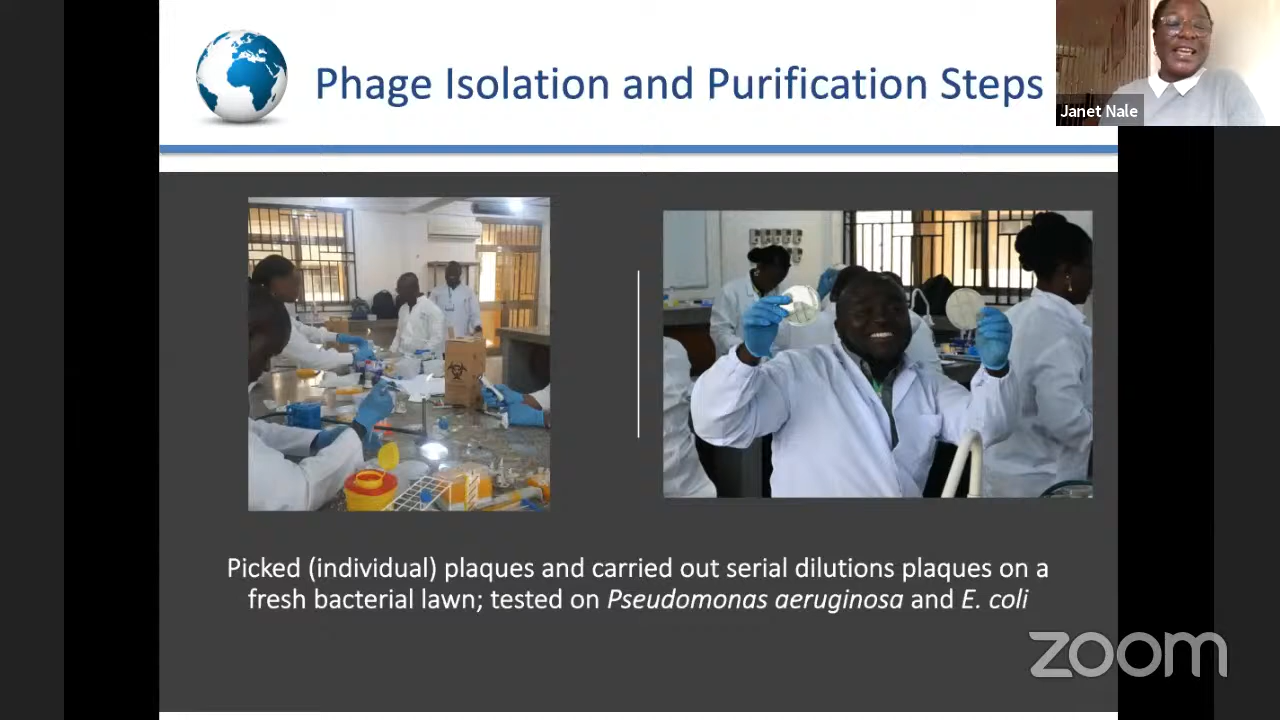 Phage Isolation and Purification Steps
Janet Nale
Picked (individual) plaques and carried out serial dilutions plaques on a
fresh bacterial lawn; tested on Pseudomonas aeruginosa and E. coli
zoom